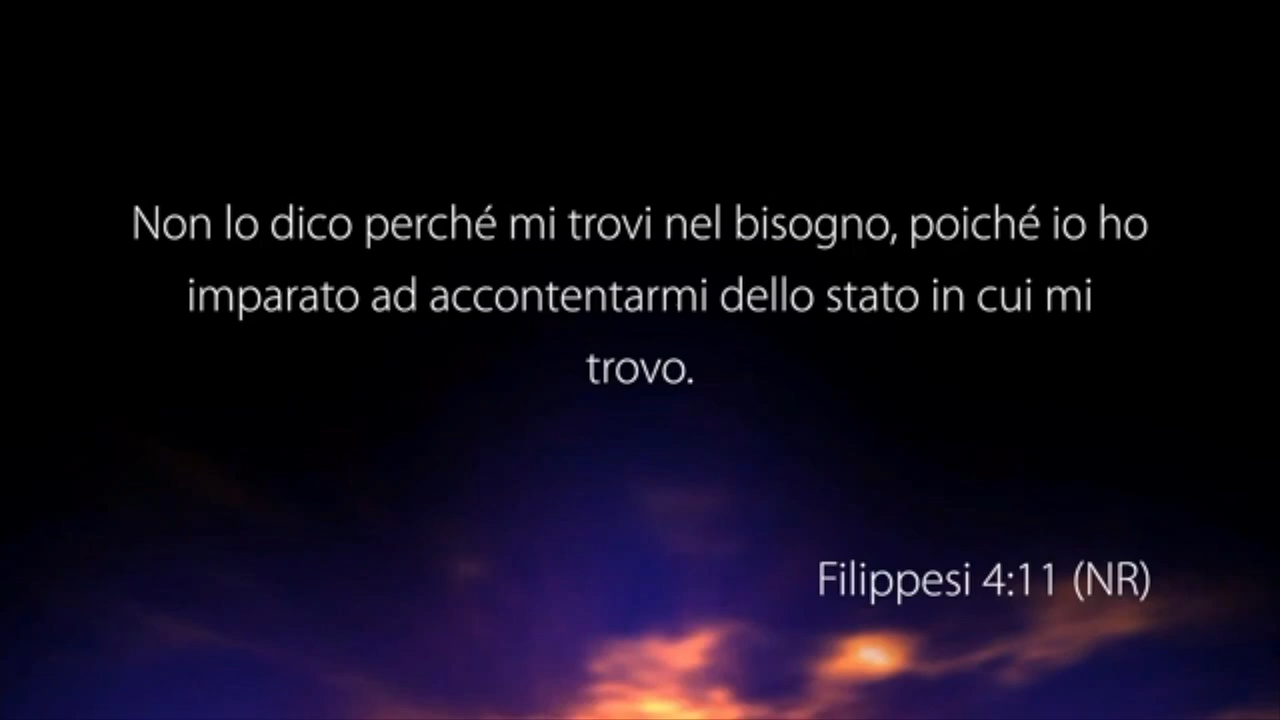 Non lo dico perché mi trovi nel bisogno, poiché io ho
imparato ad accontentarmi dello stato in cui mi
trovo.
Filippesi 4:11 (NR)